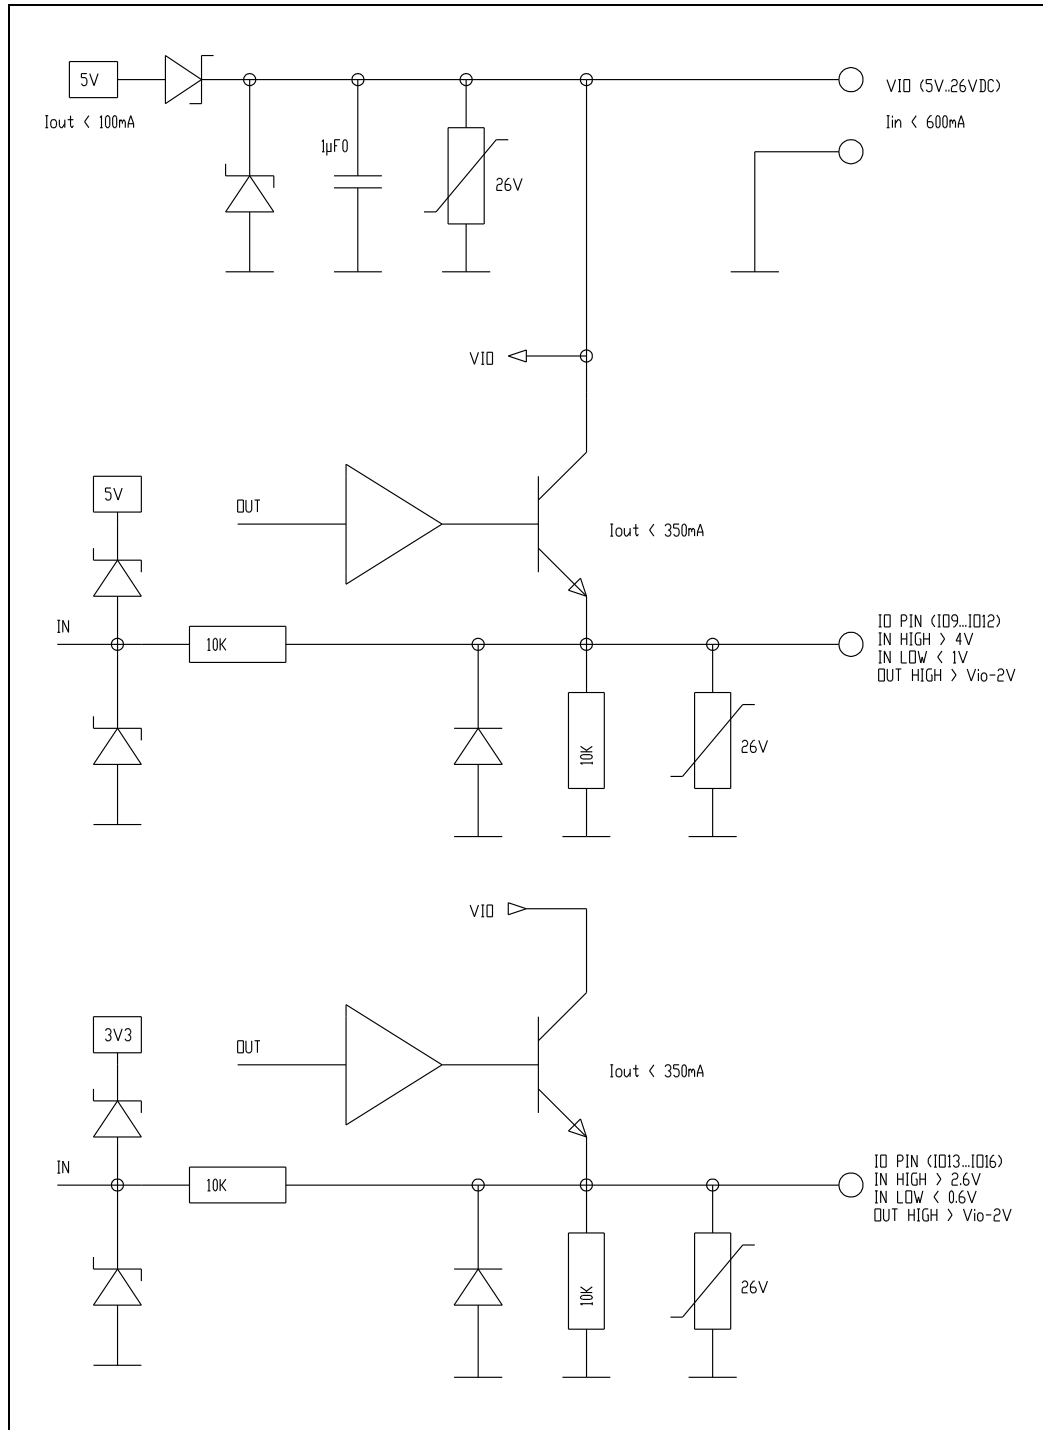 5V
VIO (5V..26VDC)
Iout < 100mA
Iin < 600mA
1µF0
26V
VIO
5V
OUT
Iout < 350mA
IN
10K
IO PIN (IO9...IO12)
IN HIGH > 4V
IN LOW < 1V
OUT HIGH > Vio-2V
10K
26V
VIO
3V3
OUT
Iout < 350mA
IN
10K
IO PIN (IO13...IO16)
IN HIGH > 2.6V
IN LOW < 0.6V
OUT HIGH > Vio-2V
10K
26V